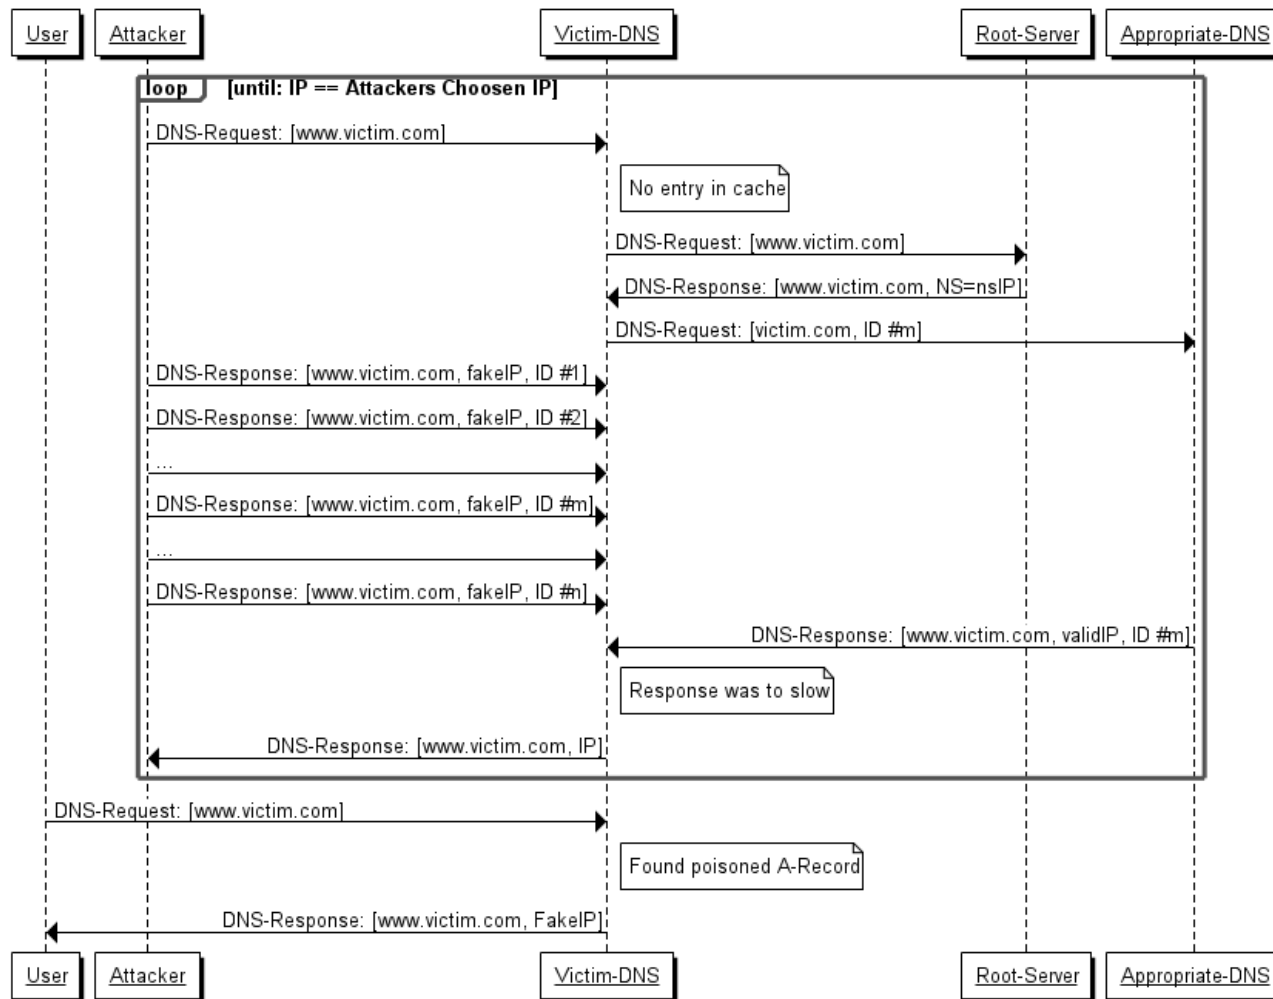 User Attacker Victim-DNS Root-Server Appropriate-DNS
loop [until: IP == Attackers Choosen IP]
DNS-Request: [www.victim.com]
No entry in cache
DNS-Request: [www.victim.com]
DNS-Response: [www.victim.com, NS=nsIP]
DNS-Request: [victim.com, ID #m]
DNS-Response: [www.victim.com, fakeIP, ID #1]
DNS-Response: [www.victim.com, fakeIP, ID #2]
...
DNS-Response: [www.victim.com, fakeIP, ID #m]
...
DNS-Response: [www.victim.com, fakeIP, ID #n]
DNS-Response: [www.victim.com, validIP, ID #m]
Response was to slow
DNS-Response: [www.victim.com, IP]
DNS-Request: [www.victim.com]
Found poisoned A-Record
DNS-Response: [www.victim.com, FakeIP]
User Attacker Victim-DNS Root-Server Appropriate-DNS